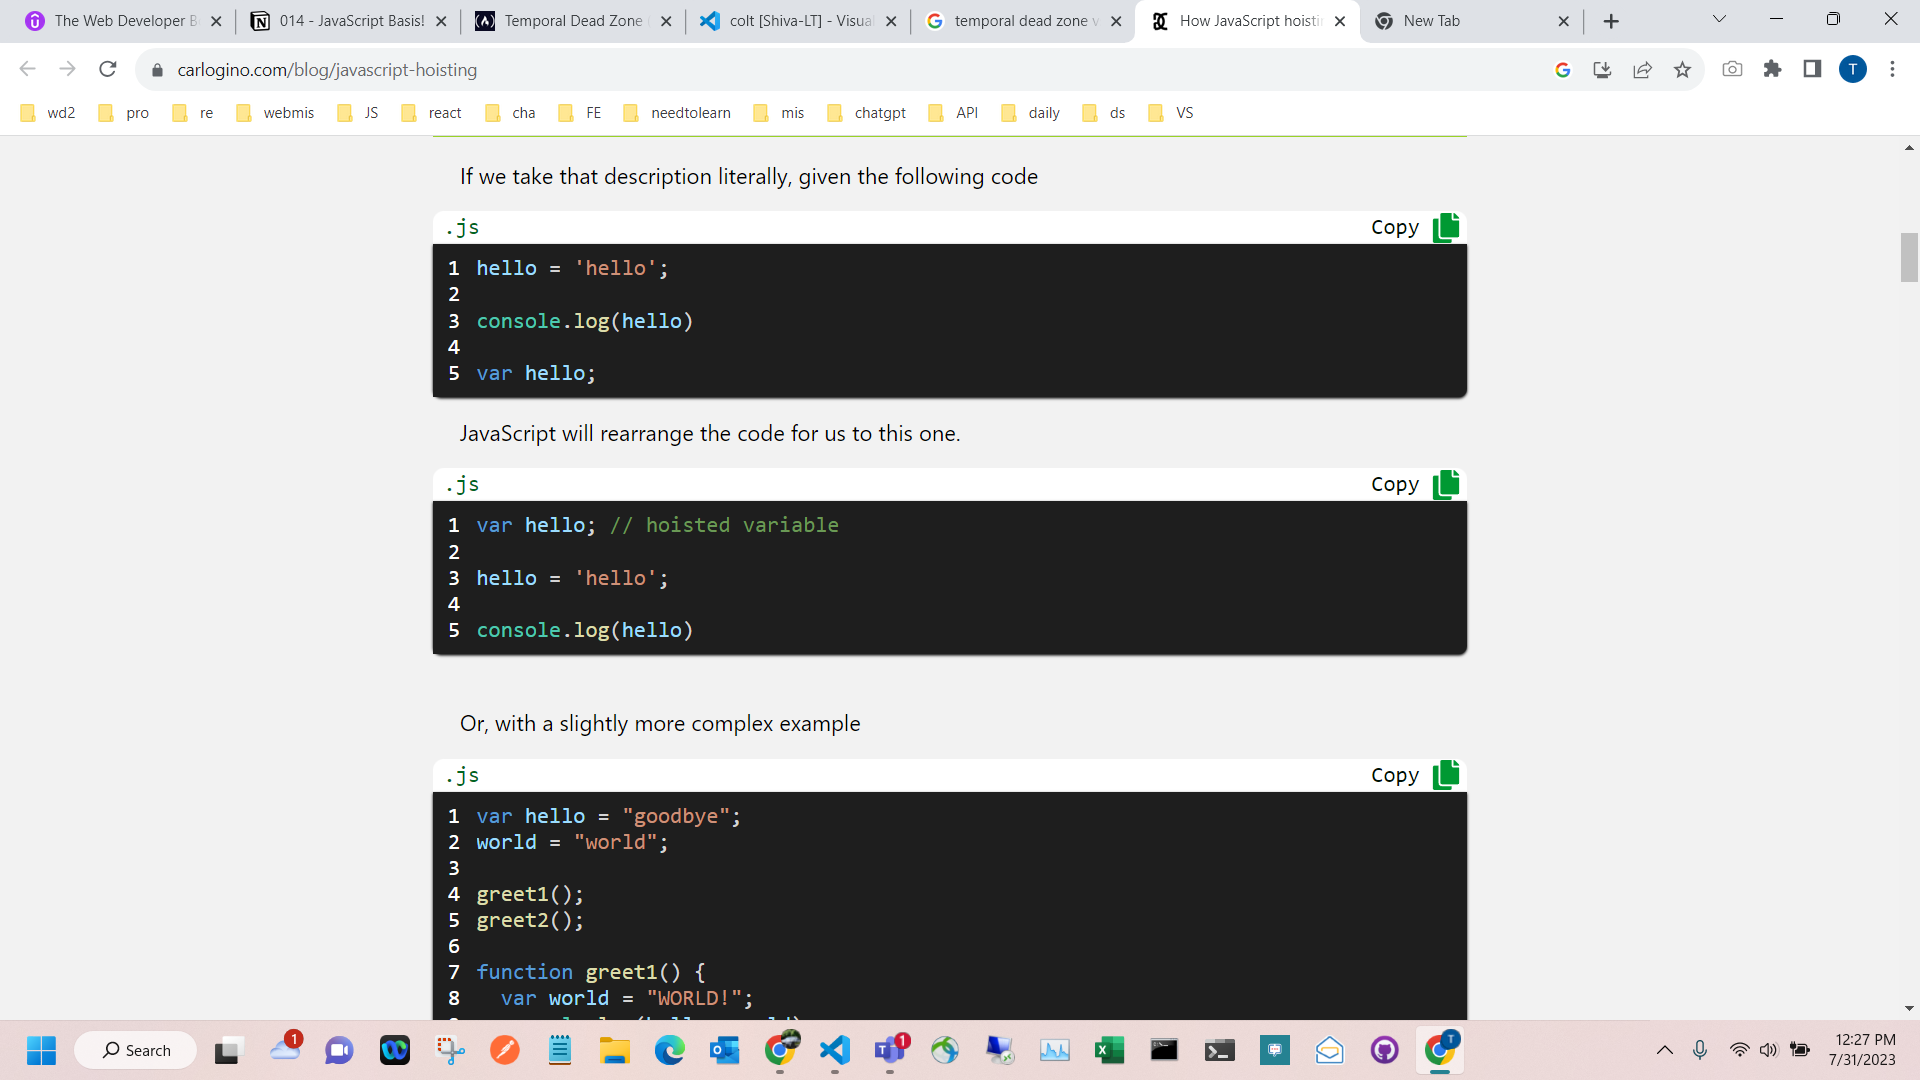 The Web Developer B
014 - JavaScript Basis!
Temporal Dead Zone
colt [Shiva-LT] - Visua
temporal dead zone v
How JavaScript hoisti
New Tab
carlogino.com/blog/javascript-hoisting
T
wd2
pro
re
webmis
JS
react
cha
FE
needtolearn
mis
chatgpt
API
daily
ds
VS
If we take that description literally, given the following code
.js
Copy
1 hello = 'hello';
2
3 console.log(hello)
4
5 var hello;
JavaScript will rearrange the code for us to this one.
.js
Copy
1 var hello; // hoisted variable
2
3 hello = 'hello';
4
5 console.log(hello)
Or, with a slightly more complex example
.js
Copy
1 var hello = "goodbye";
2 world = "world";
3
4 greet1();
5 greet2();
6
7 function greet1() {
8 var world = "WORLD!";
Search
1
1
T
12:27 PM
7/31/2023